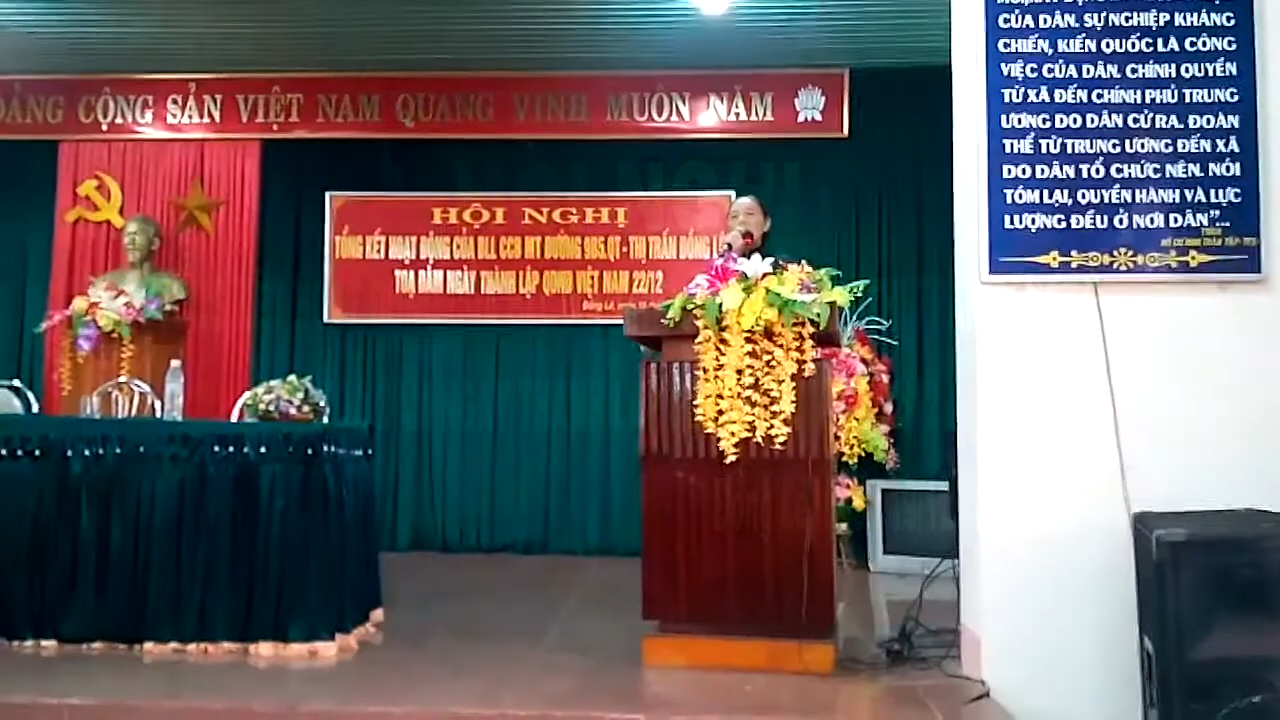 ĐẢNG CỘNG SẢN VIỆT NAM QUANG VINH MUÔN NĂM
HỘI NGHỊ
TỔNG KẾT HOẠT ĐỘNG CỦA BLL CCB MT ĐƯỜNG 9B5.QT - THỊ TRẤN ĐỒNG
TOẠ ĐÀM NGÀY THÀNH LẬP QĐND VIỆT NAM 22/12
CỦA DÂN. SỰ NGHIỆP KHÁNG
CHIẾN, KIẾN QUỐC LÀ CÔNG
VIỆC CỦA DÂN. CHÍNH QUYỀN
TỪ XÃ ĐẾN CHÍNH PHỦ TRUNG
ƯƠNG DO DÂN CỬ RA. ĐOÀN
THỂ TỪ TRUNG ƯƠNG ĐẾN XÃ
DO DÂN TỔ CHỨC NÊN. NÓI
TÓM LẠI, QUYỀN HÀNH VÀ LỰC
LƯỢNG ĐỀU Ở NƠI DÂN”...